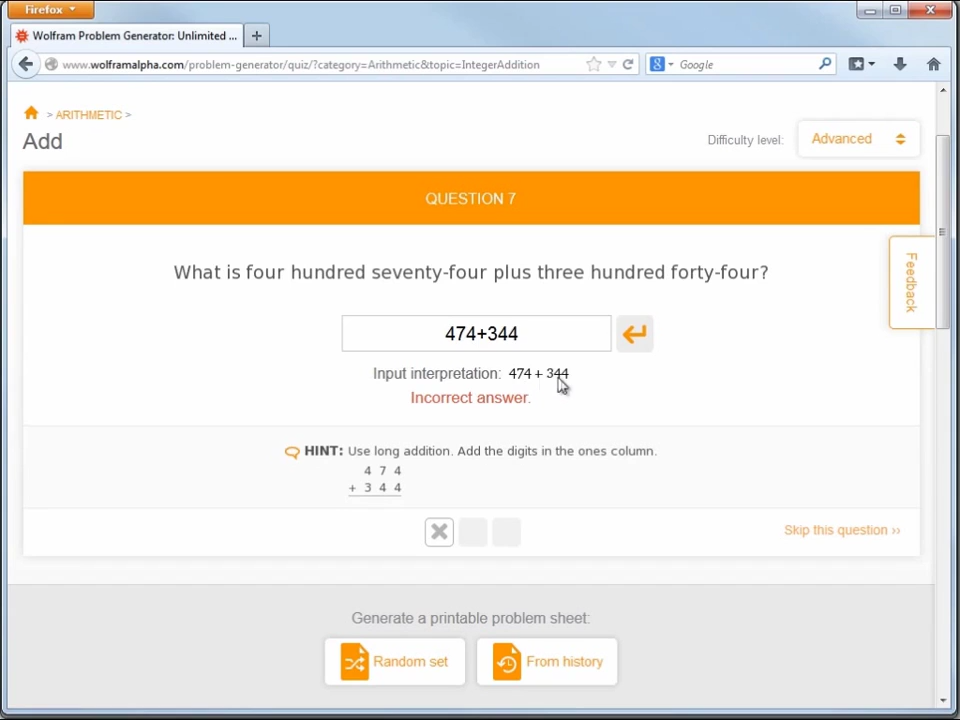 Firefox
Wolfram Problem Generator: Unlimited ...
www.wolframalpha.com/problem-generator/quiz/?category=Arithmetic&topic=IntegerAddition
Google
> ARITHMETIC >
Add
Difficulty level:
Advanced
QUESTION 7
Feedback
What is four hundred seventy-four plus three hundred forty-four?
474+344
Input interpretation: 474 + 344
Incorrect answer.
HINT: Use long addition. Add the digits in the ones column.
4 7 4
+ 3 4 4
Skip this question ››
Generate a printable problem sheet:
Random set
From history